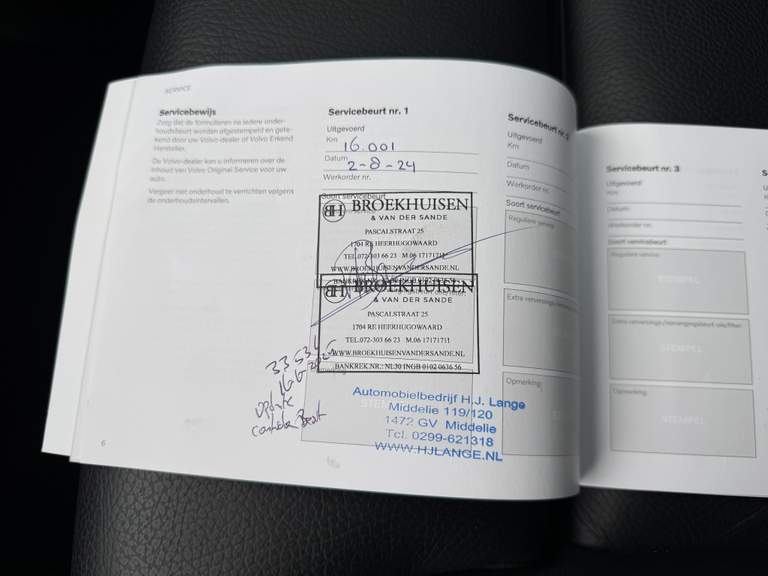 SERVICE
Servicebewijs
Zorg dat de formulieren na iedere onder-
houdsbeurt worden afgestempeld en gete-
kend door uw Volvo-dealer of Volvo Erkend
Hersteller.
De Volvo-dealer kan u informeren over de
inhoud van Volvo Original Service voor uw
auto.
Vergeet niet onderhoud te verrichten volgens
de onderhoudsintervallen.
6
Servicebeurt nr. 1
Uitgevoerd
Km 16.001
Datum 2-8-24
Werkorder nr.
Soort servicebeurt
BH BROEKHUISEN
& VAN DER SANDE
PASCALSTRAAT 25
1704 RE HEERHUGOWAARD
TEL.072-303 66 23 M.06 17171711
WWW.BROEKHUISENVANDERSANDE.NL
BH BROEKHUISEN
& VAN DER SANDE
PASCALSTRAAT 25
1704 RE HEERHUGOWAARD
TEL.072-303 66 23 M.06 17171711
WWW.BROEKHUISENVANDERSANDE.NL
BANKREK.NR.: NL30 INGB 0102 0636 56
Automobielbedrijf H.J. Lange
Middelie 119/120
1472 GV Middelie
Tel. 0299-621318
WWW.HJLANGE.NL
Servicebeurt nr. 2
Uitgevoerd
Km
Datum
Werkorder nr.
Soort servicebeurt
Reguliere service
Opmerking
Servicebeurt nr. 3
Uitgevoerd
Km
Datum
Werkorder nr.
Soort servicebeurt
Reguliere service
STEMPEL
STEMPEL
Opmerking
STEMPEL